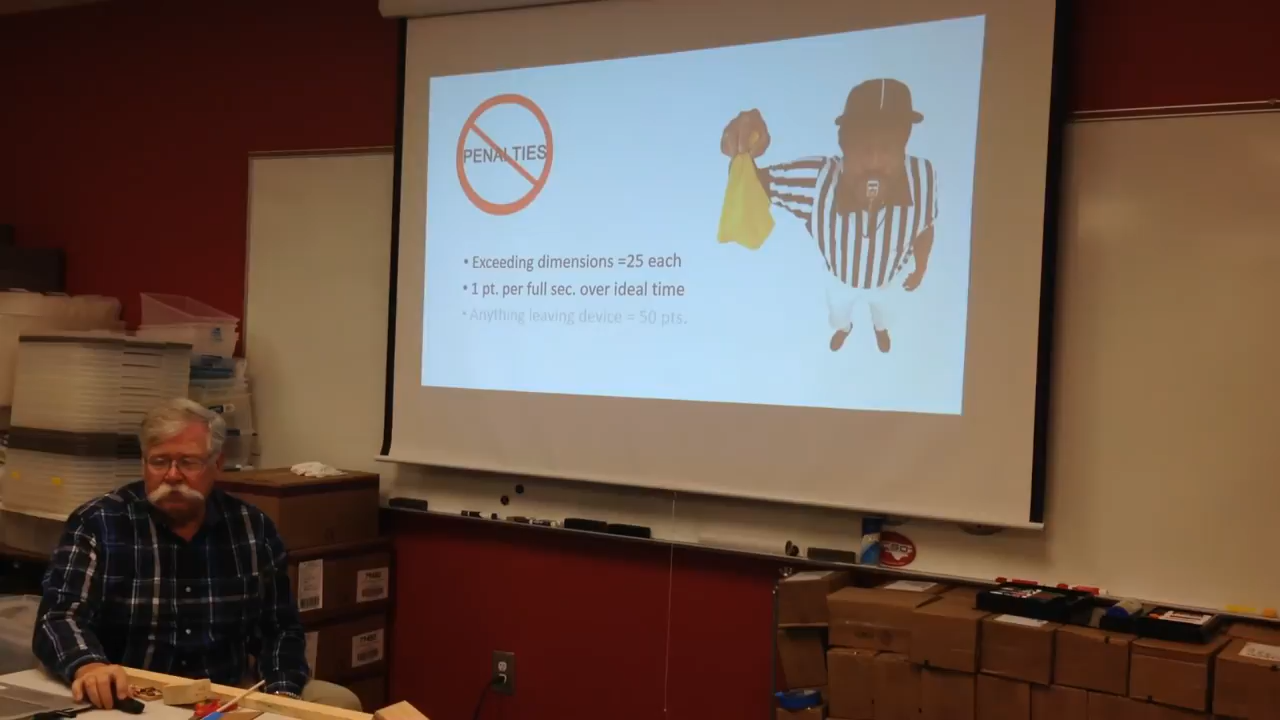 PENALTIES
• Exceeding dimensions =25 each
• 1 pt. per full sec. over ideal time
• Anything leaving device = 50 pts.